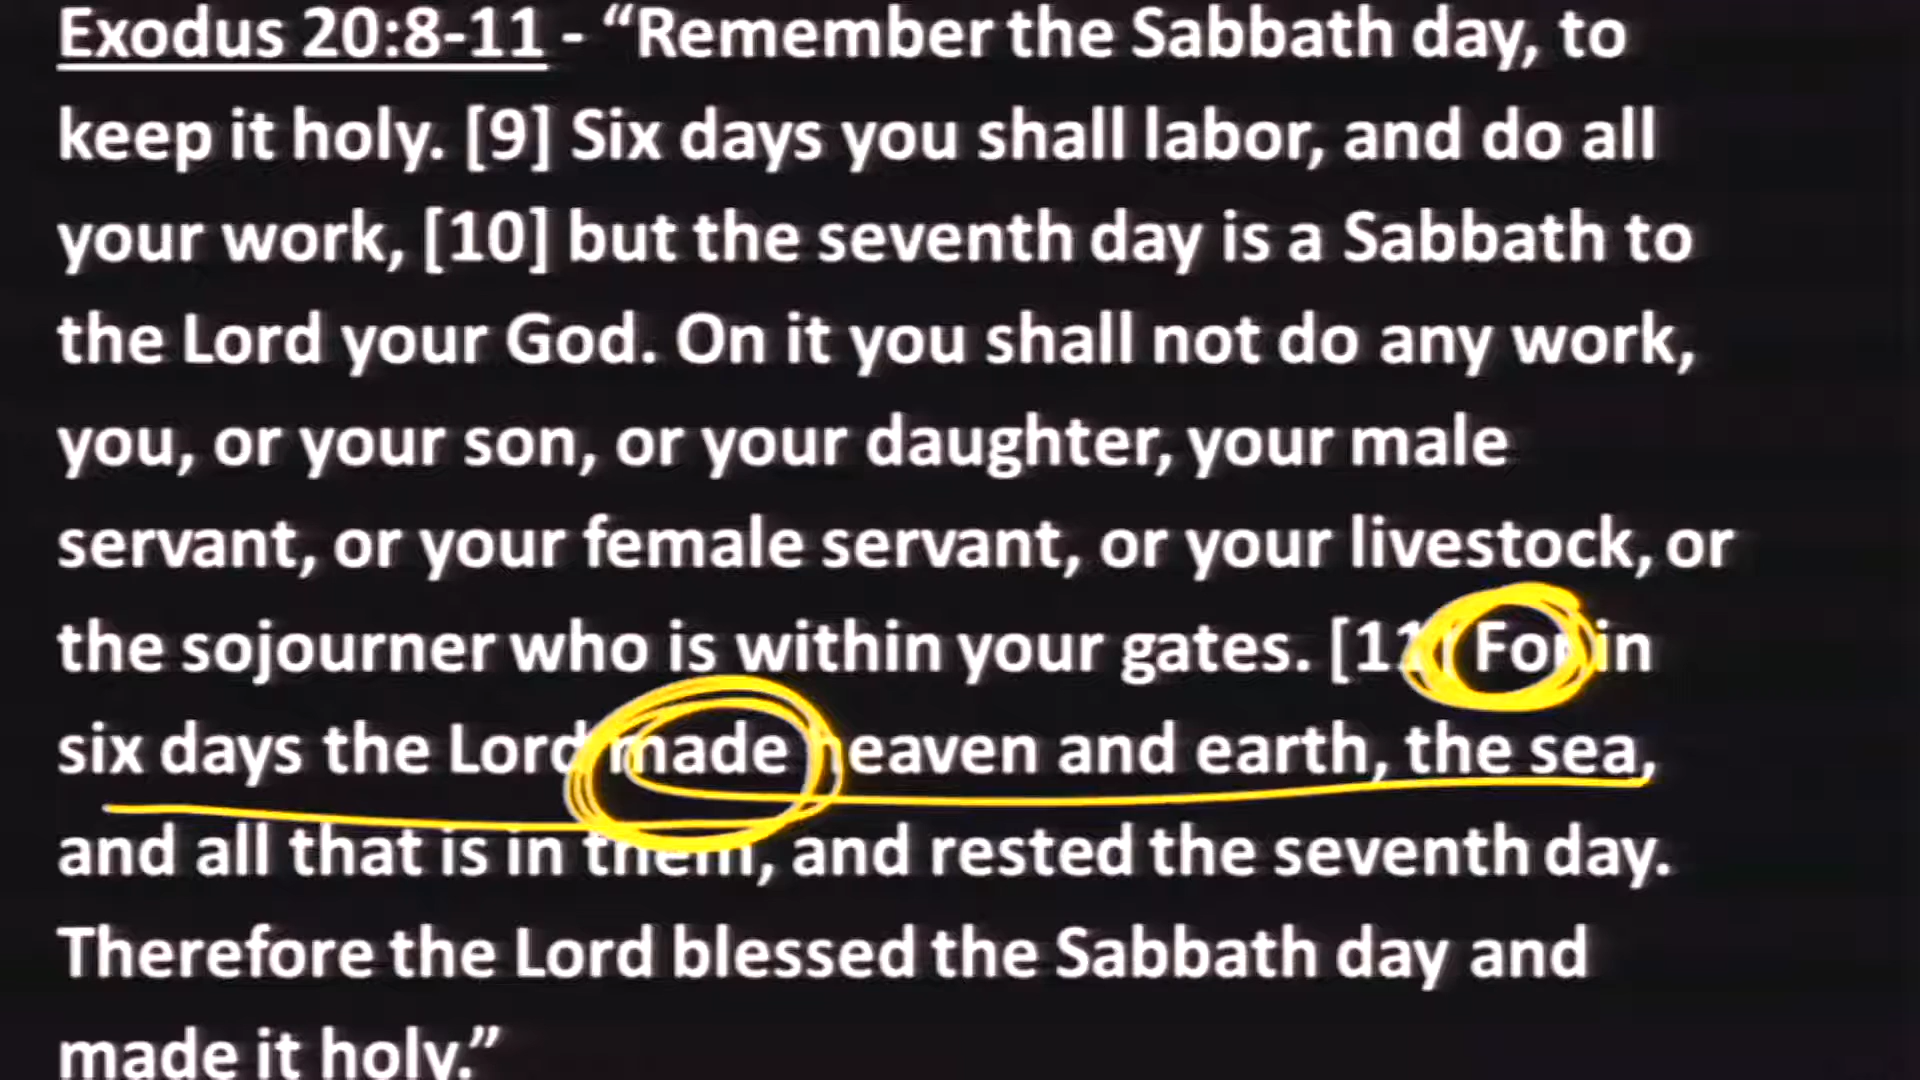 Exodus 20:8-11 - “Remember the Sabbath day, to
keep it holy. [9] Six days you shall labor, and do all
your work, [10] but the seventh day is a Sabbath to
the Lord your God. On it you shall not do any work,
you, or your son, or your daughter, your male
servant, or your female servant, or your livestock, or
the sojourner who is within your gates. [11] For in
six days the Lord made heaven and earth, the sea,
and all that is in them, and rested the seventh day.
Therefore the Lord blessed the Sabbath day and
made it holy.”